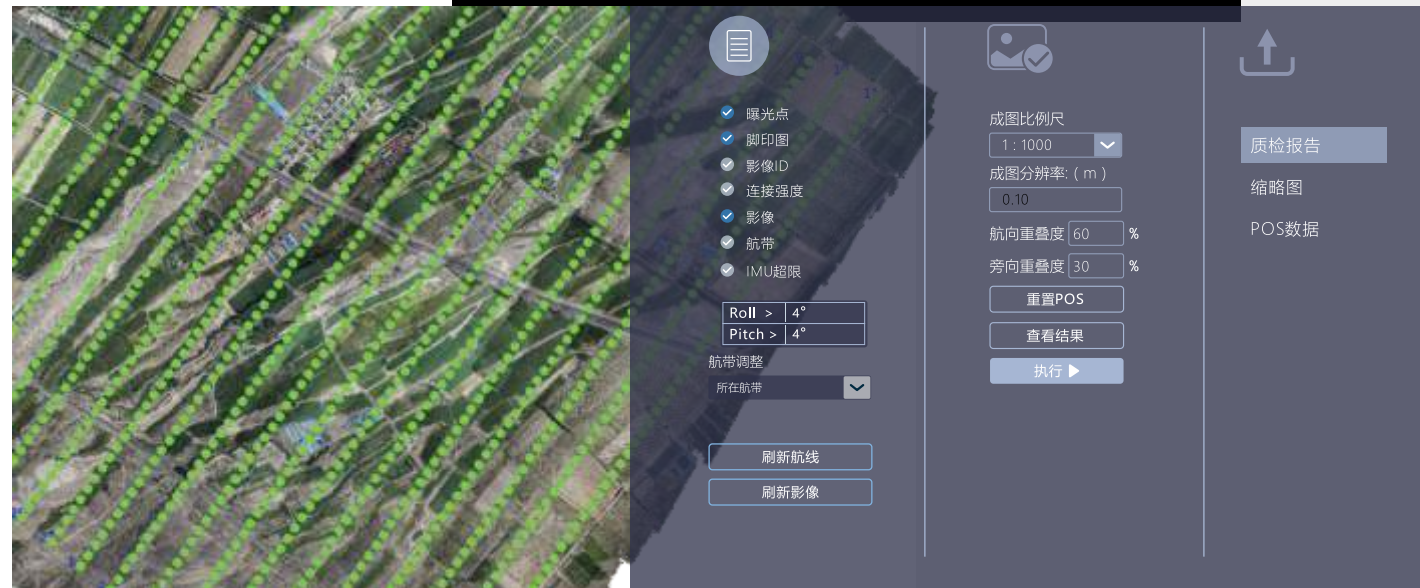 曝光点
脚印图
影像ID
连接强度
影像
航带
IMU超限
Roll > 4°
Pitch > 4°
航带调整
所在航带
刷新航线
刷新影像
成图比例尺
1 : 1000
成图分辨率: ( m )
0.10
航向重叠度 60 %
旁向重叠度 30 %
重置POS
查看结果
执行
质检报告
缩略图
POS数据